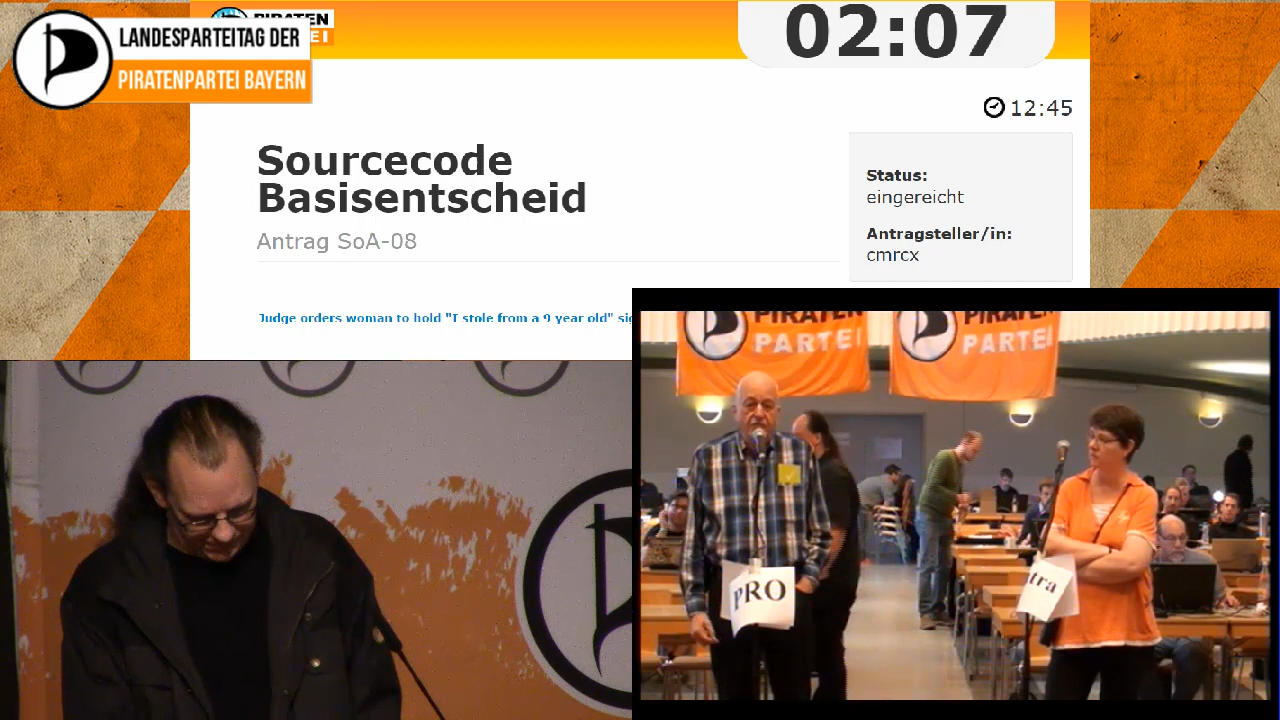 LANDESPARTEITAG DER
PIRATENPARTEI BAYERN
PIRATEN
02:07
12:45
Sourcecode
Basisentscheid
Antrag SoA-08
Status:
eingereicht
Antragsteller/in:
cmrcx
Judge orders woman to hold "I stole from a 9 year old"
PIRATEN
PARTEI
PIRATEN
PARTEI
PRO